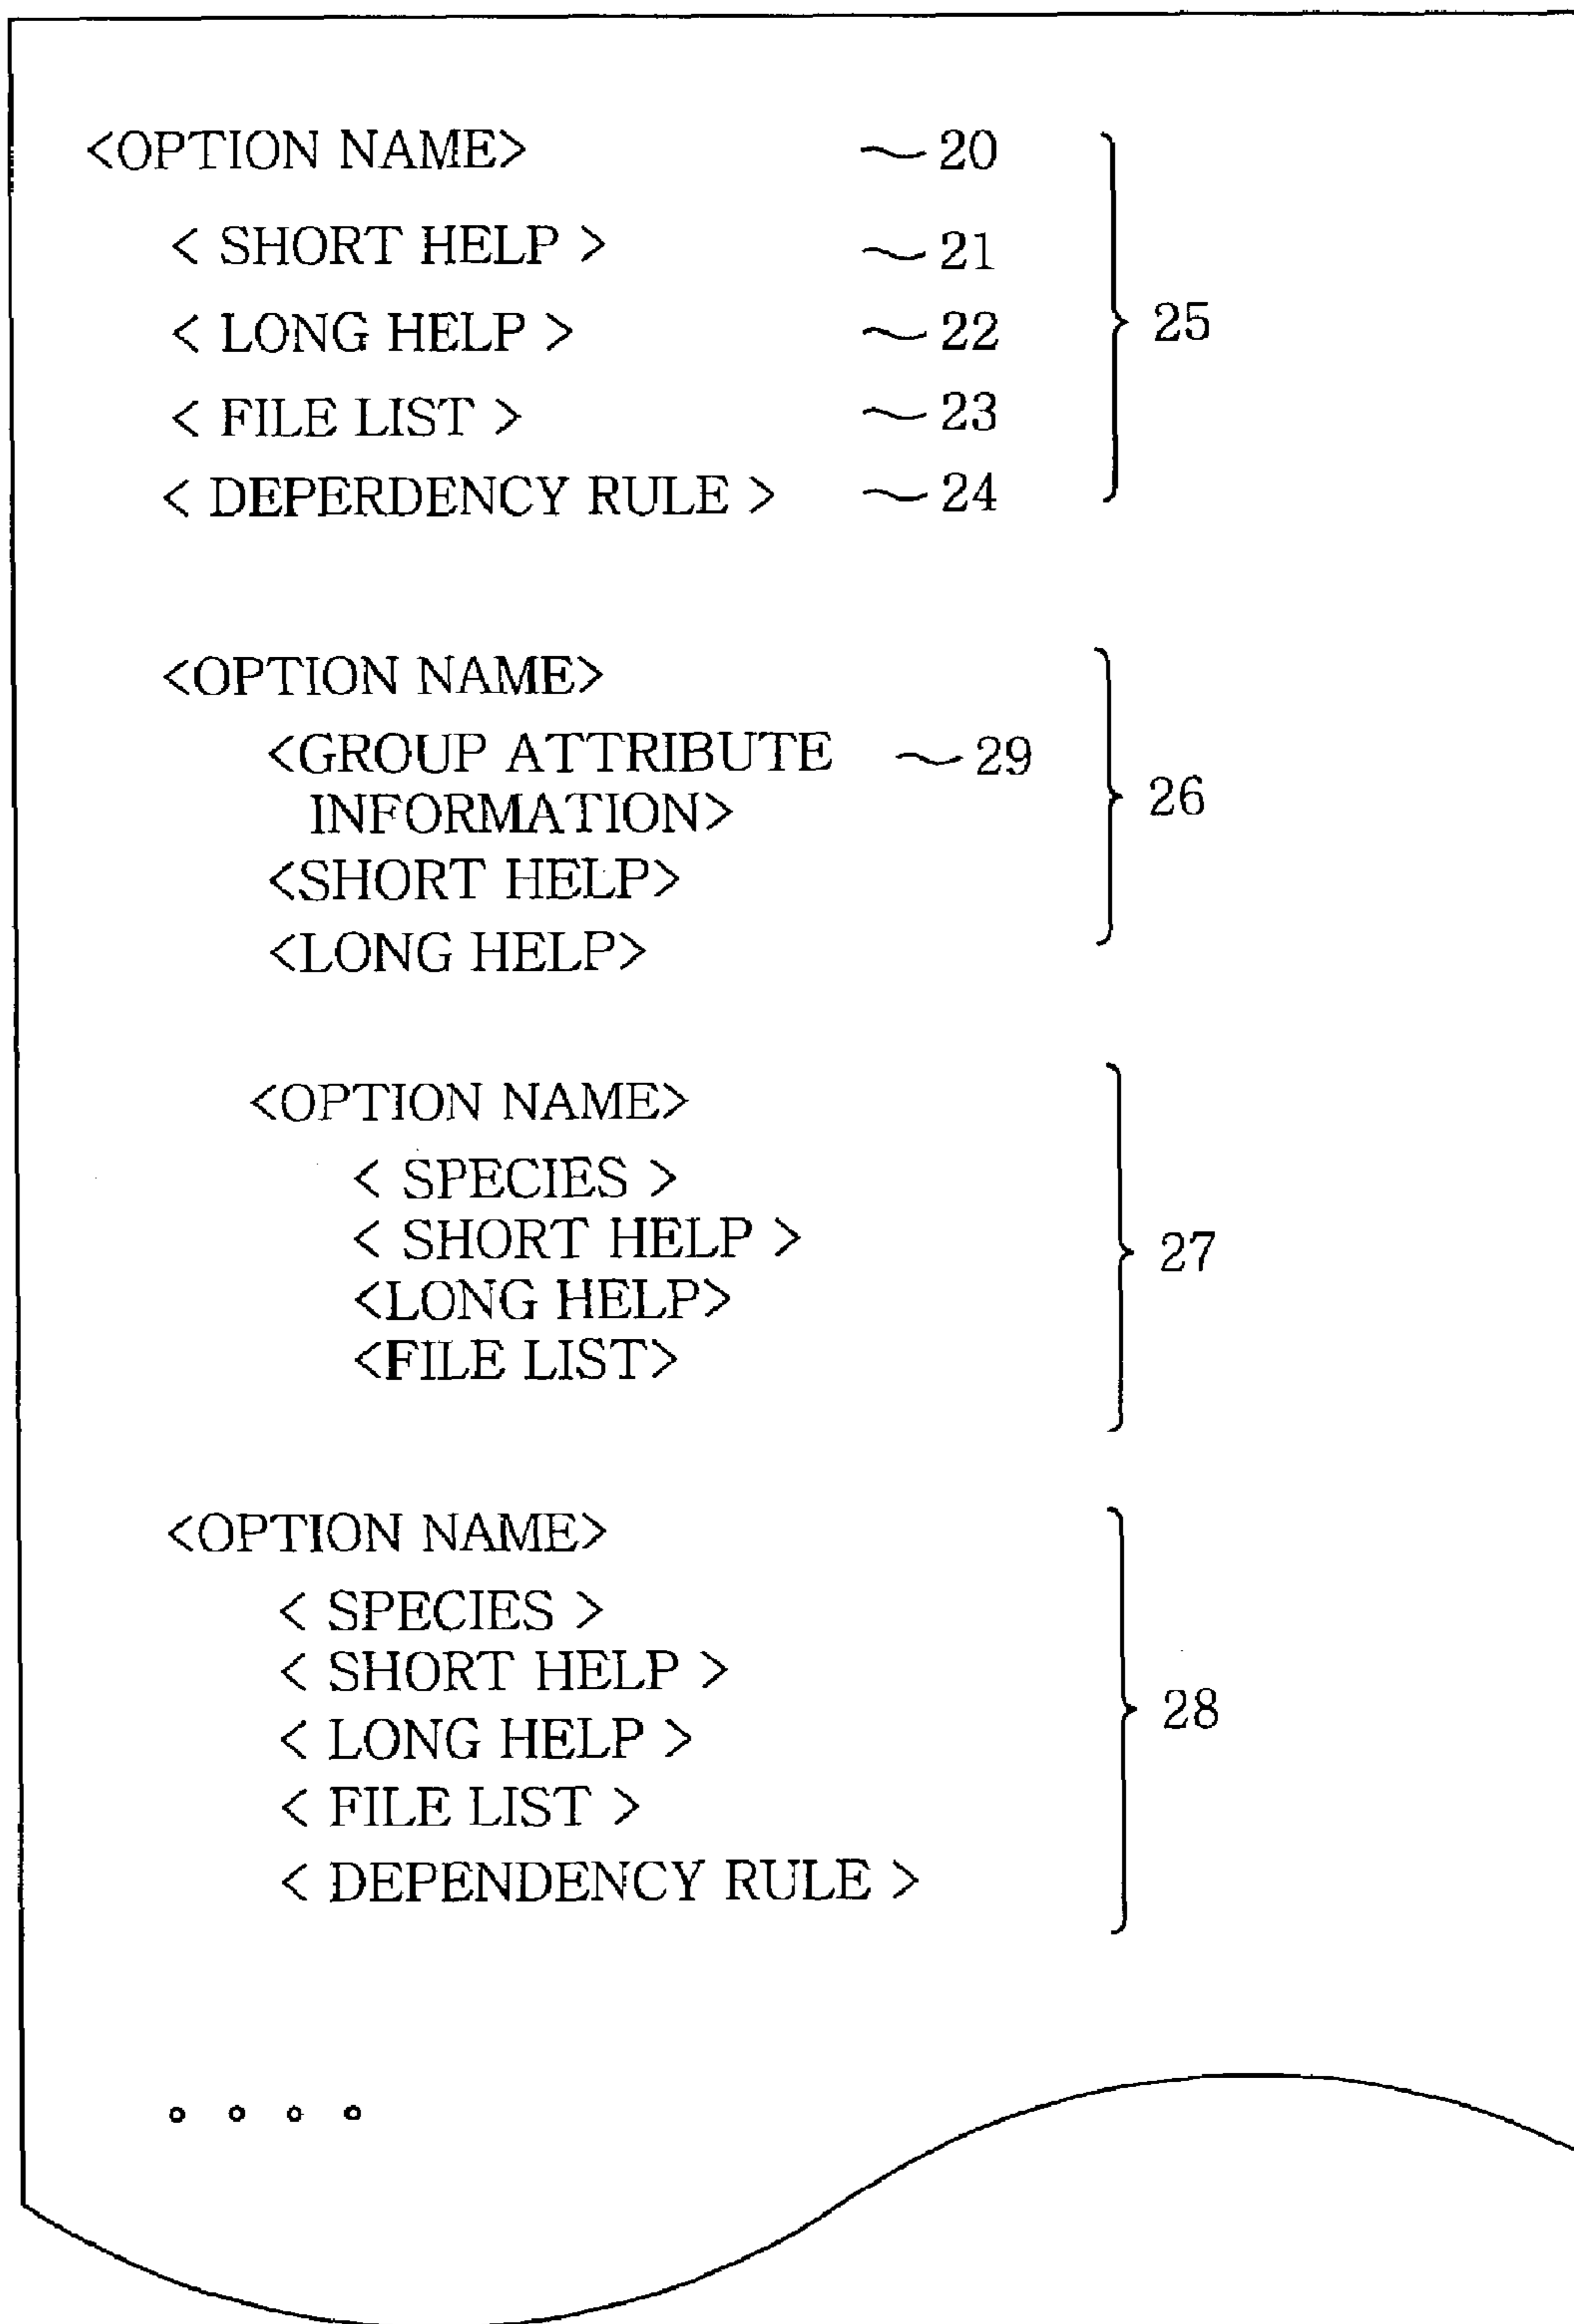 <OPTION NAME> 20
< SHORT HELP > 21
< LONG HELP > 22
< FILE LIST > 23
< DEPERDENCY RULE > 24
25
<OPTION NAME>
<GROUP ATTRIBUTE 29
INFORMATION>
<SHORT HELP>
<LONG HELP>
26
<OPTION NAME>
< SPECIES >
< SHORT HELP >
<LONG HELP>
<FILE LIST>
27
<OPTION NAME>
< SPECIES >
< SHORT HELP >
< LONG HELP >
< FILE LIST >
< DEPENDENCY RULE >
28